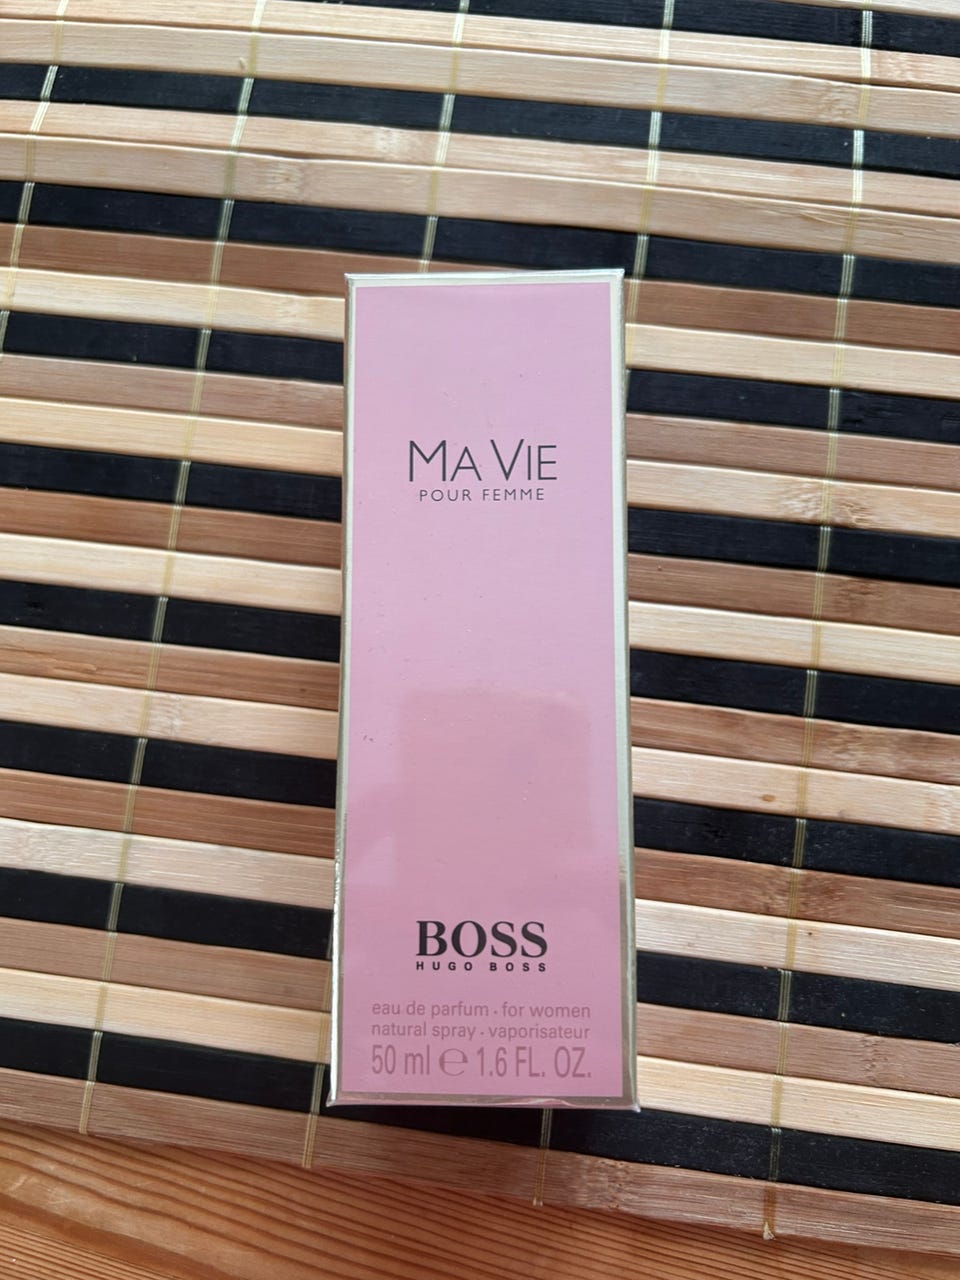 MA VIE
POUR FEMME
BOSS
HUGO BOSS
eau de parfum · for women
natural spray · vaporisateur
50 ml ℮ 1.6 FL. OZ.